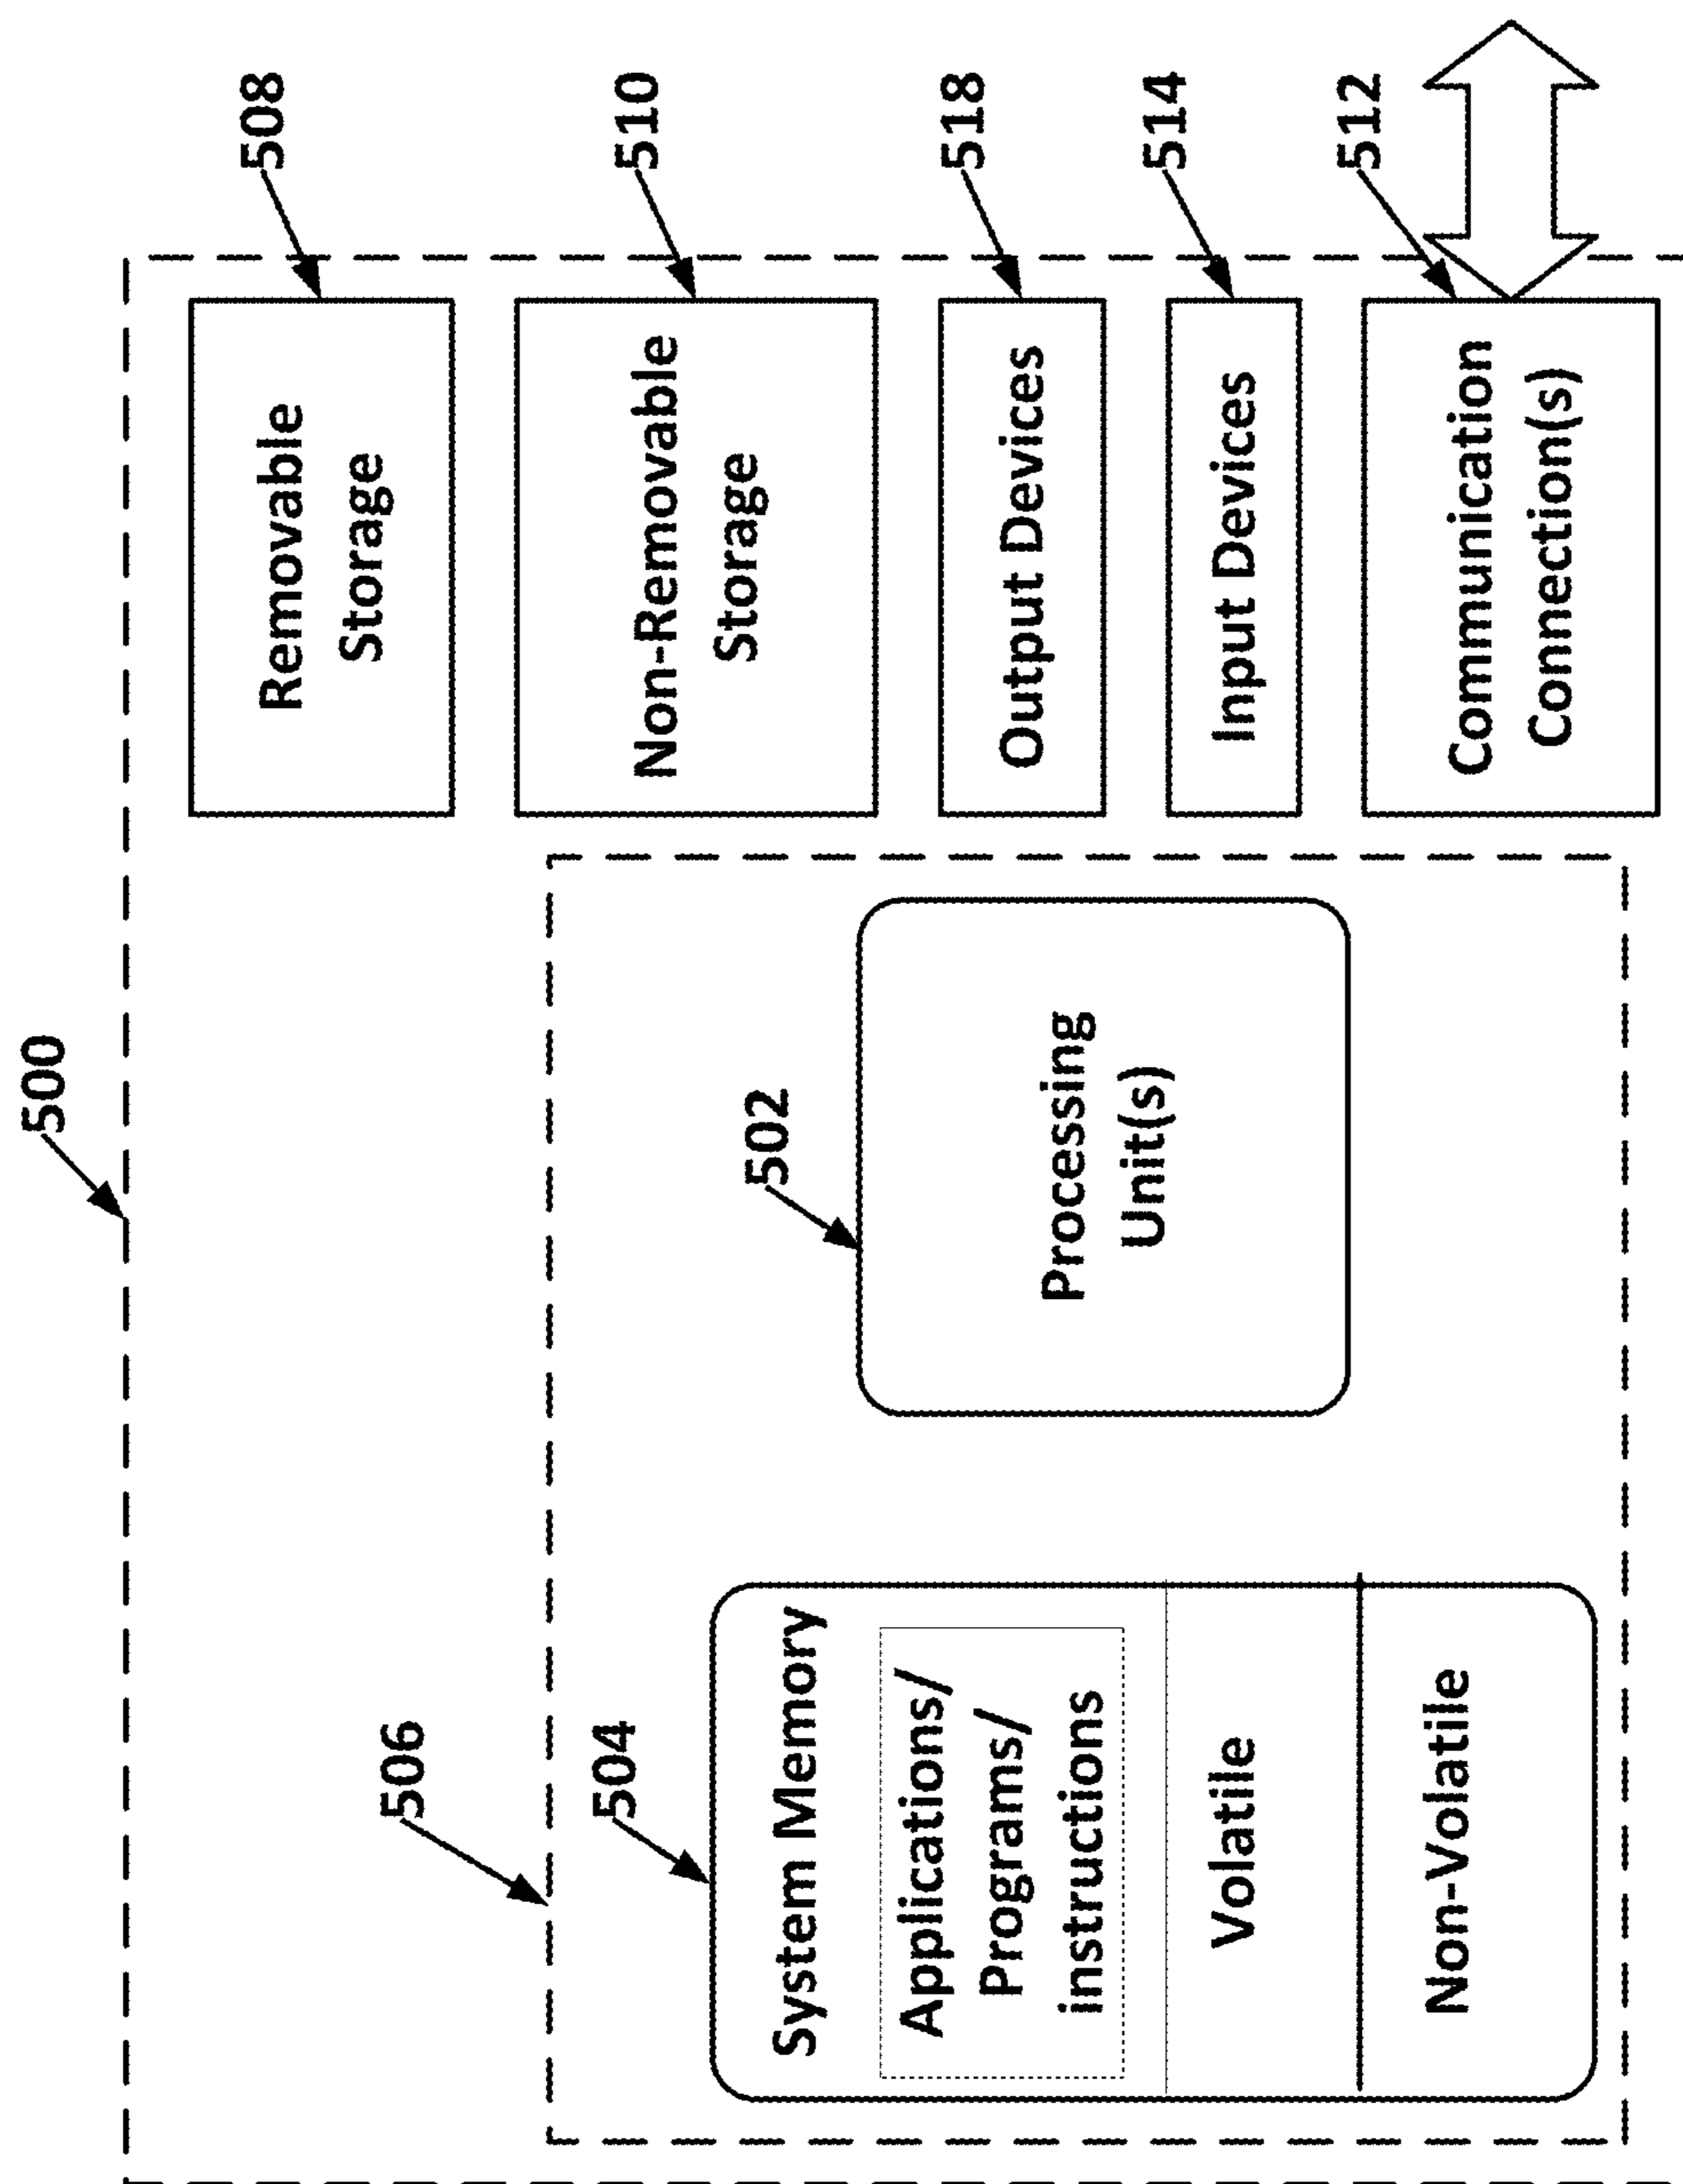 500
506
504
System Memory
Applications/
Programs/
instructions
Volatile
Non-Volatile
502
Processing
Unit(s)
Removable
Storage
508
Non-Removable
Storage
510
Output Devices
518
Input Devices
514
Communication
Connection(s)
512